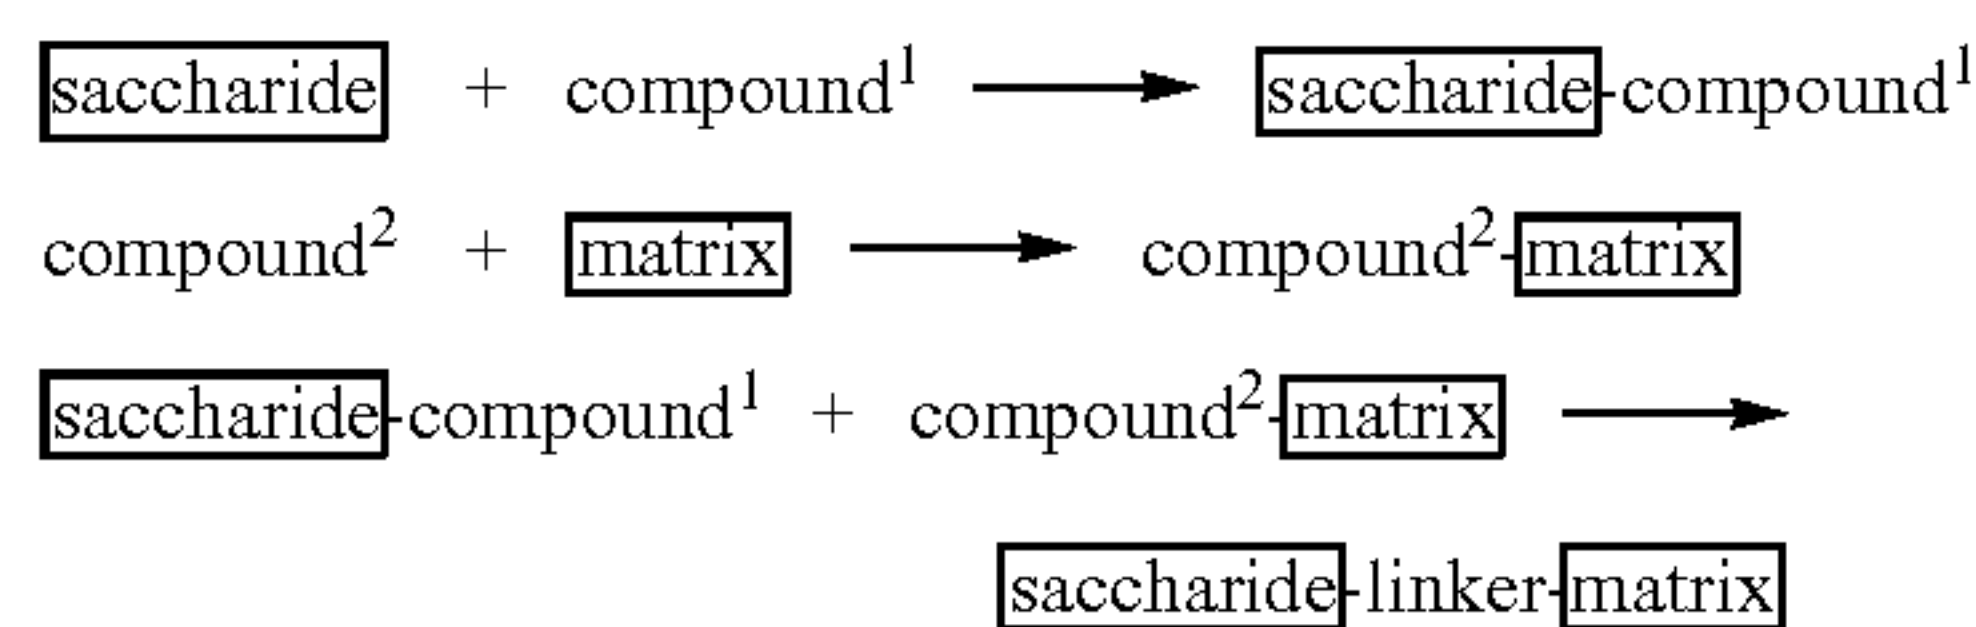 saccharide + compound¹ ⟶ saccharide-compound¹
compound² + matrix ⟶ compound²-matrix
saccharide-compound¹ + compound²-matrix ⟶
saccharide-linker-matrix